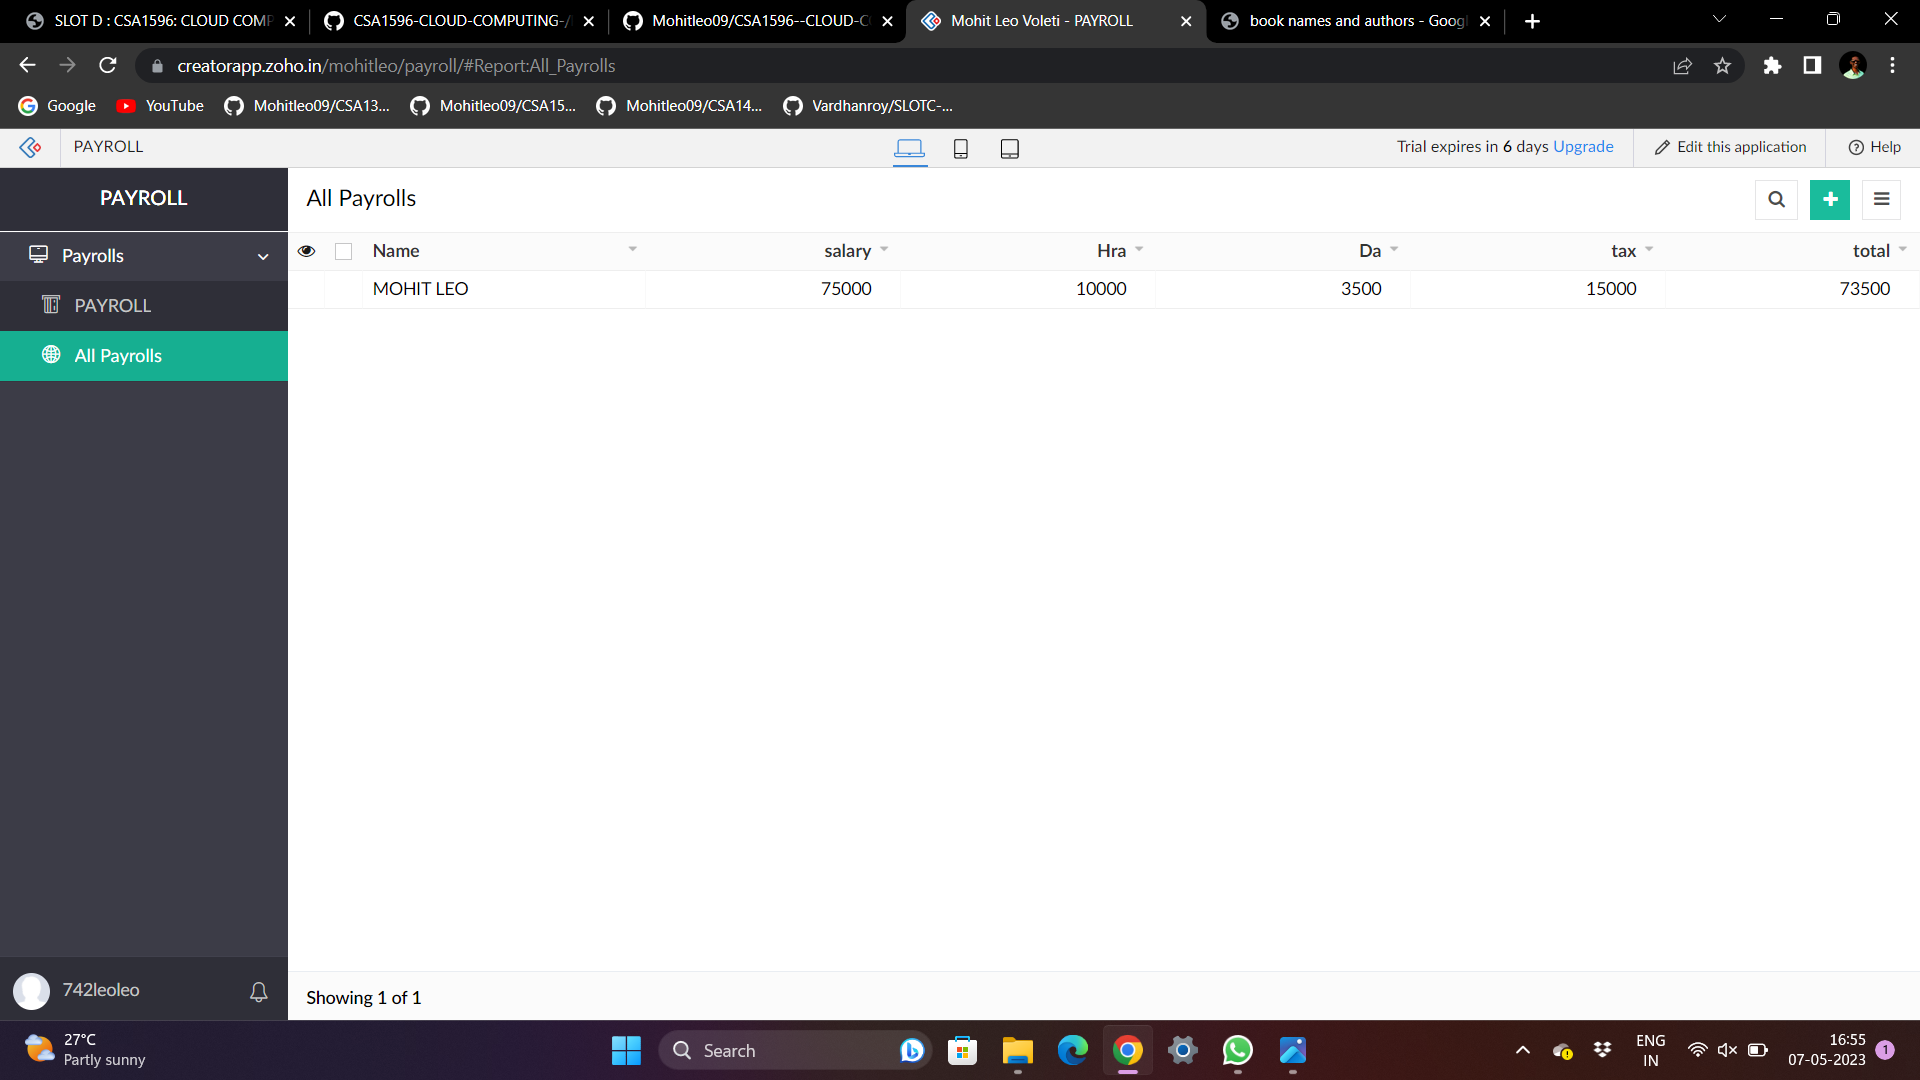 SLOT D : CSA1596: CLOUD COMP
CSA1596-CLOUD-COMPUTING-/
Mohitleo09/CSA1596--CLOUD-C
Mohit Leo Voleti - PAYROLL
book names and authors - Goog
creatorapp.zoho.in/mohitleo/payroll/#Report:All_Payrolls
Google
YouTube
Mohitleo09/CSA13...
Mohitleo09/CSA15...
Mohitleo09/CSA14...
Vardhanroy/SLOTC-...
PAYROLL
Trial expires in 6 days Upgrade
Edit this application
Help
PAYROLL
All Payrolls
Payrolls
PAYROLL
All Payrolls
Name salary Hra Da tax total
MOHIT LEO 75000 10000 3500 15000 73500
742leoleo
Showing 1 of 1
27°C
Partly sunny
Search
ENG
IN
16:55
07-05-2023
1